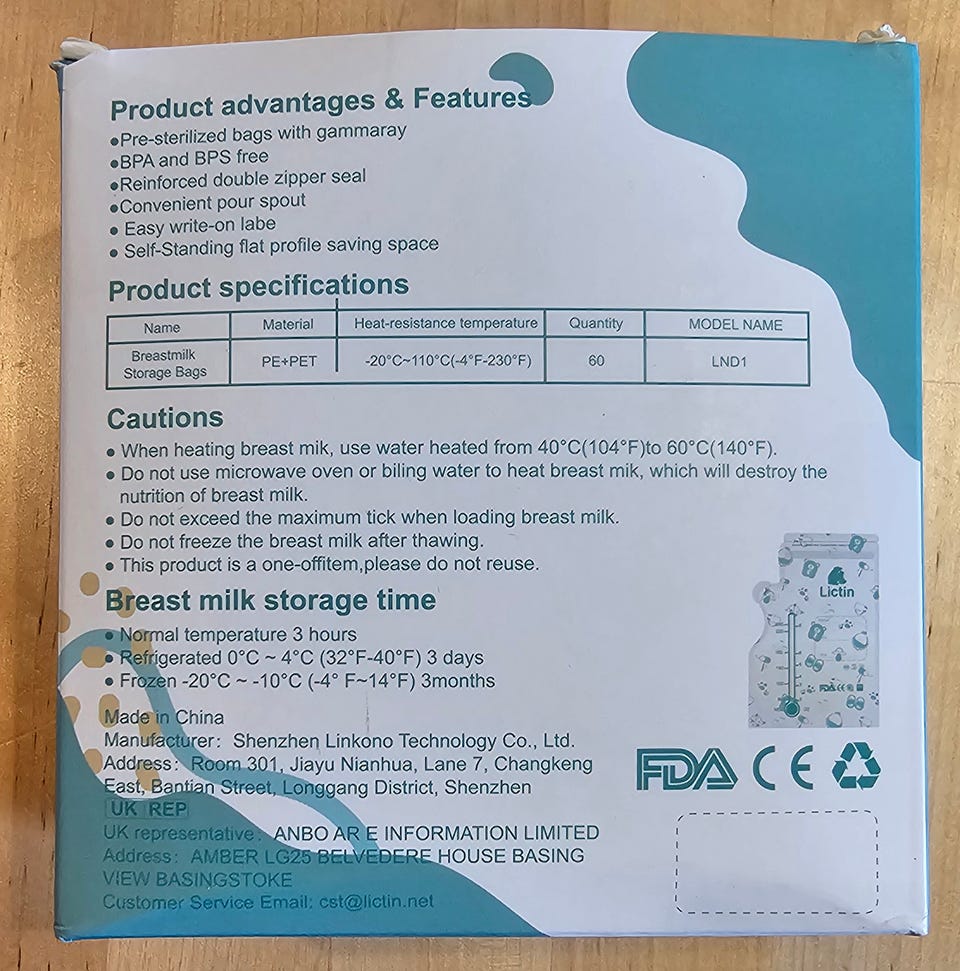 Product advantages & Features
●Pre-sterilized bags with gammaray
●BPA and BPS free
●Reinforced double zipper seal
●Convenient pour spout
● Easy write-on labe
● Self-Standing flat profile saving space
Product specifications
Name Material Heat-resistance temperature Quantity MODEL NAME
Breastmilk
Storage Bags PE+PET -20°C~110°C(-4°F-230°F) 60 LND1
Cautions
● When heating breast mik, use water heated from 40°C(104°F)to 60°C(140°F).
● Do not use microwave oven or biling water to heat breast mik, which will destroy the
nutrition of breast milk.
● Do not exceed the maximum tick when loading breast milk.
● Do not freeze the breast milk after thawing.
● This product is a one-offitem,please do not reuse.
Breast milk storage time
● Normal temperature 3 hours
● Refrigerated 0°C ~ 4°C (32°F-40°F) 3 days
● Frozen -20°C ~ -10°C (-4° F~14°F) 3months
Lictin
FDA CE
Made in China
Manufacturer: Shenzhen Linkono Technology Co., Ltd.
Address: Room 301, Jiayu Nianhua, Lane 7, Changkeng
East, Bantian Street, Longgang District, Shenzhen
FDA CE
UK REP
UK representative: ANBO AR E INFORMATION LIMITED
Address: AMBER LG25 BELVEDERE HOUSE BASING
VIEW BASINGSTOKE
Customer Service Email: cst@lictin.net